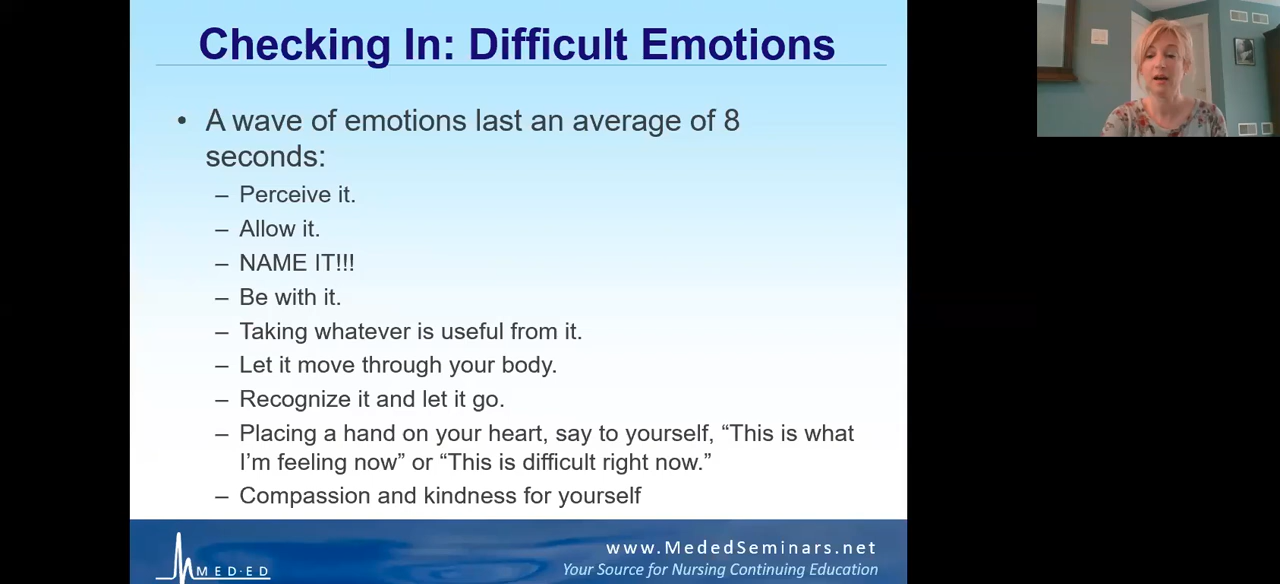 Checking In: Difficult Emotions
• A wave of emotions last an average of 8
seconds:
– Perceive it.
– Allow it.
– NAME IT!!!
– Be with it.
– Taking whatever is useful from it.
– Let it move through your body.
– Recognize it and let it go.
– Placing a hand on your heart, say to yourself, “This is what
I’m feeling now” or “This is difficult right now.”
– Compassion and kindness for yourself
MED·ED
www.MededSeminars.net
Your Source for Nursing Continuing Education